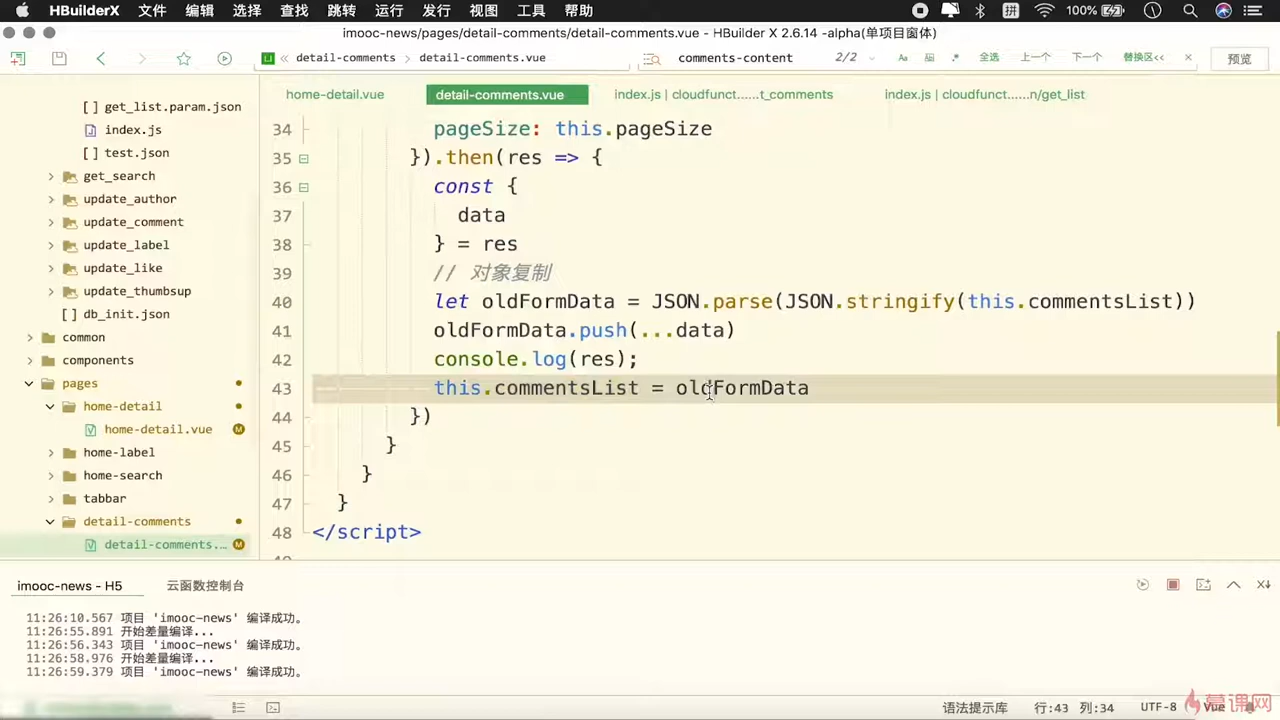 HBuilderX 文件 编辑 选择 查找 跳转 运行 发行 视图 工具 帮助 拼 100%
imooc-news/pages/detail-comments/detail-comments.vue - HBuilder X 2.6.14 -alpha(单项目窗体)
detail-comments detail-comments.vue comments-content 2/2 Aa 全选 上一个 下一个 替换区<< 预览
home-detail.vue detail-comments.vue index.js | cloudfunct......t_comments index.js | cloudfunct......n/get_list
[ ] get_list.param.json
index.js
[ ] test.json
get_search
update_author
update_comment
update_label
update_like
update_thumbsup
[ ] db_init.json
common
components
pages
home-detail
home-detail.vue M
home-label
home-search
tabbar
detail-comments
detail-comments.... M
34 pageSize: this.pageSize
35 }).then(res => {
36 const {
37 data
38 } = res
39 // 对象复制
40 let oldFormData = JSON.parse(JSON.stringify(this.commentsList))
41 oldFormData.push(...data)
42 console.log(res);
43 this.commentsList = oldFormData
44 })
45 }
46 }
47 }
48 </script>
imooc-news - H5 云函数控制台
11:26:10.567 项目 'imooc-news' 编译成功。
11:26:55.891 开始差量编译...
11:26:56.343 项目 'imooc-news' 编译成功。
11:26:58.976 开始差量编译...
11:26:59.379 项目 'imooc-news' 编译成功。
语法提示库 行:43 列:34 UTF-8 Vue
慕课网